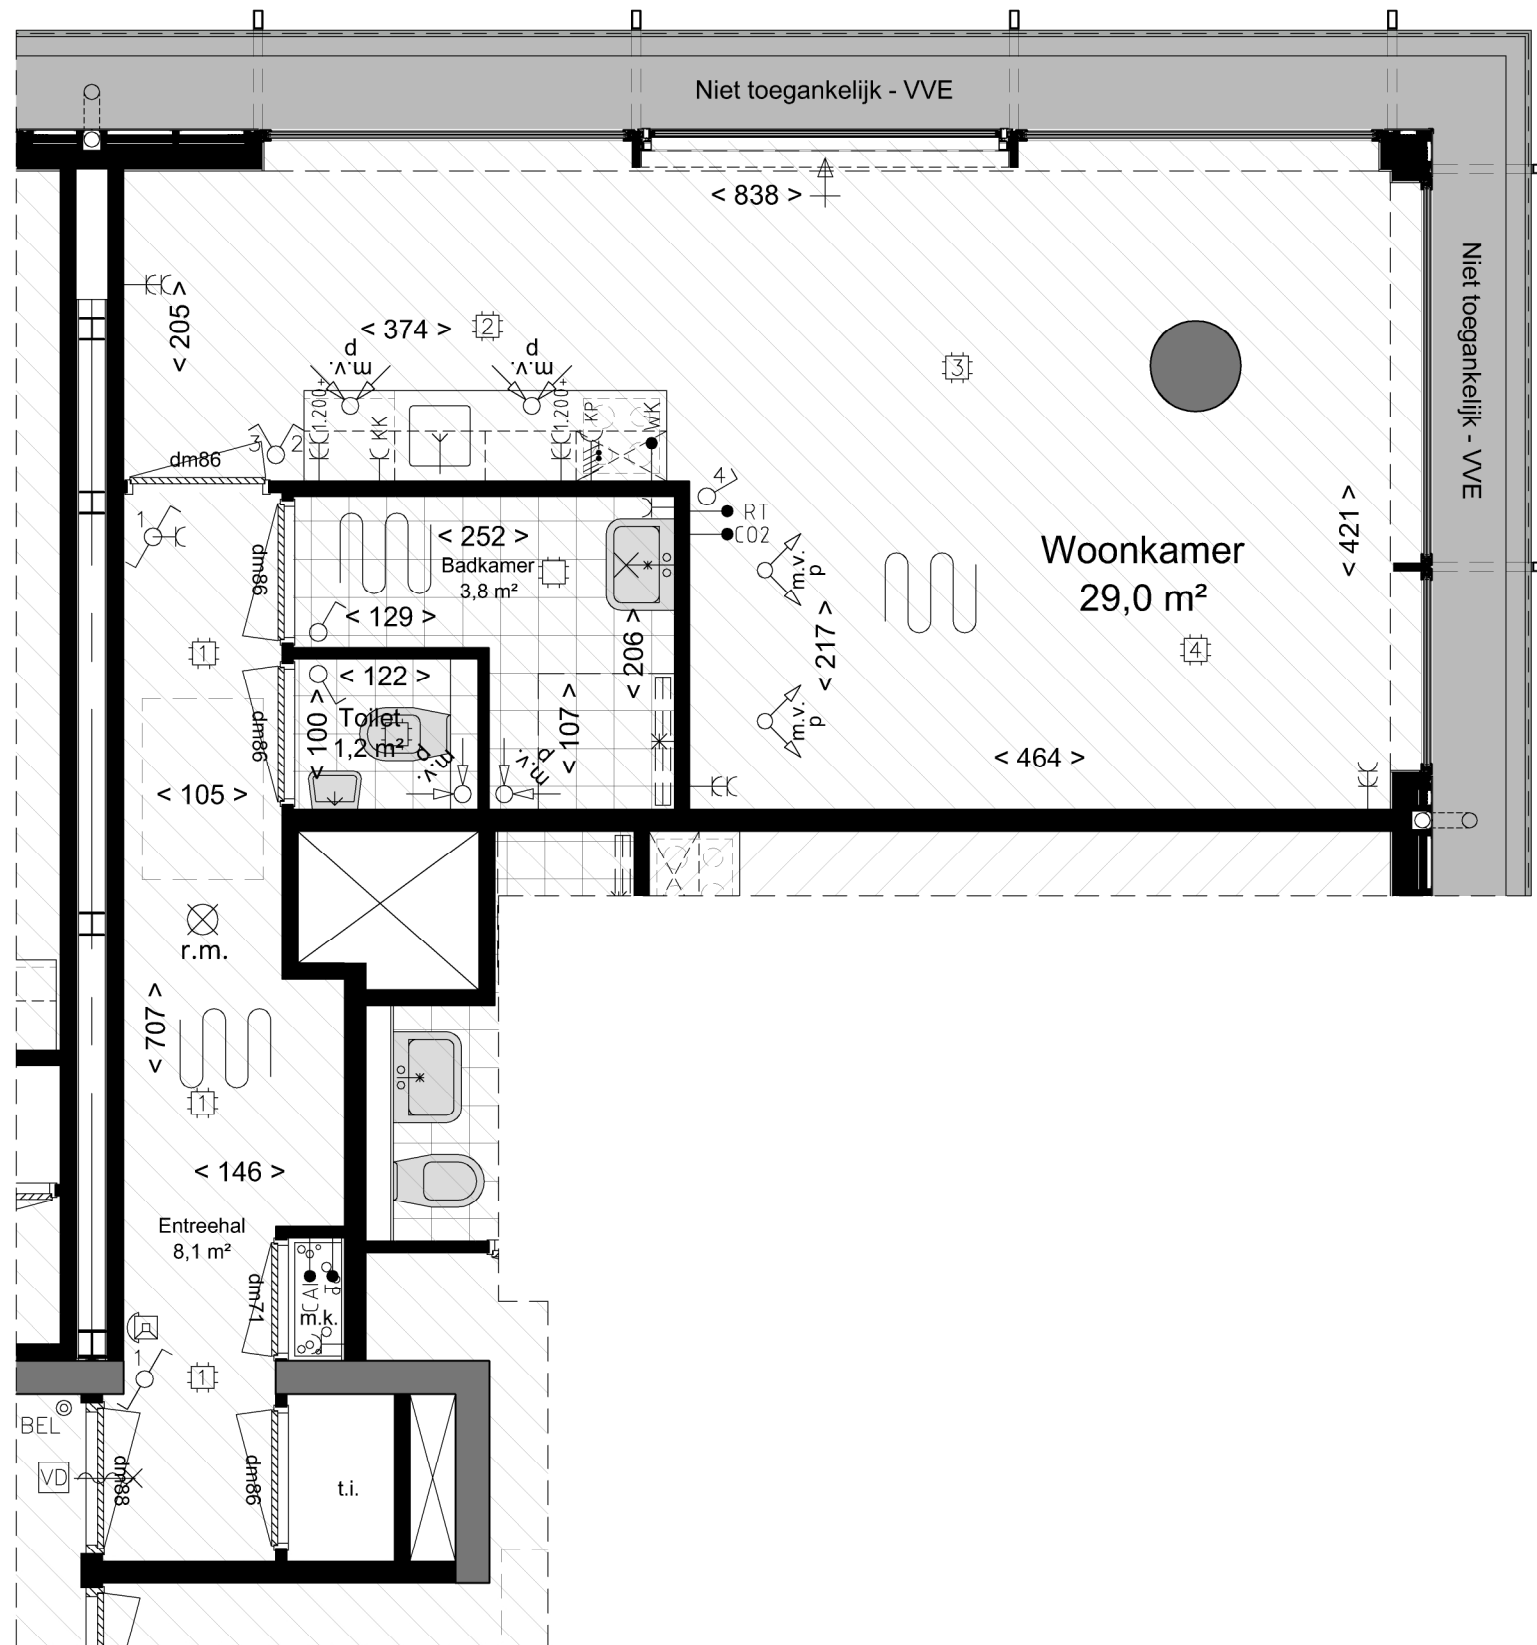 Niet toegankelijk - VVE
< 838 >
Niet toegankelijk - VVE
< 205 >
< 374 >
2
p
m.v.
p
m.v.
3
1.200+
KK
1.200+
KP
WK
3
2
dm86
4
RT
CO2
1
< 252 >
Badkamer
3,8 m²
dm86
< 129 >
m.v.
p
< 421 >
Woonkamer
29,0 m²
< 217 >
< 206 >
1
4
< 122 >
< 100 >
Toilet
1,2 m²
dm86
< 107 >
m.v.
p
p
m.v.
p
m.v.
< 464 >
< 105 >
r.m.
< 707 >
1
< 146 >
Entreehal
8,1 m²
dm71
CAI
m.k.
1
1
BEL
VD
dm88
dm86
t.i.